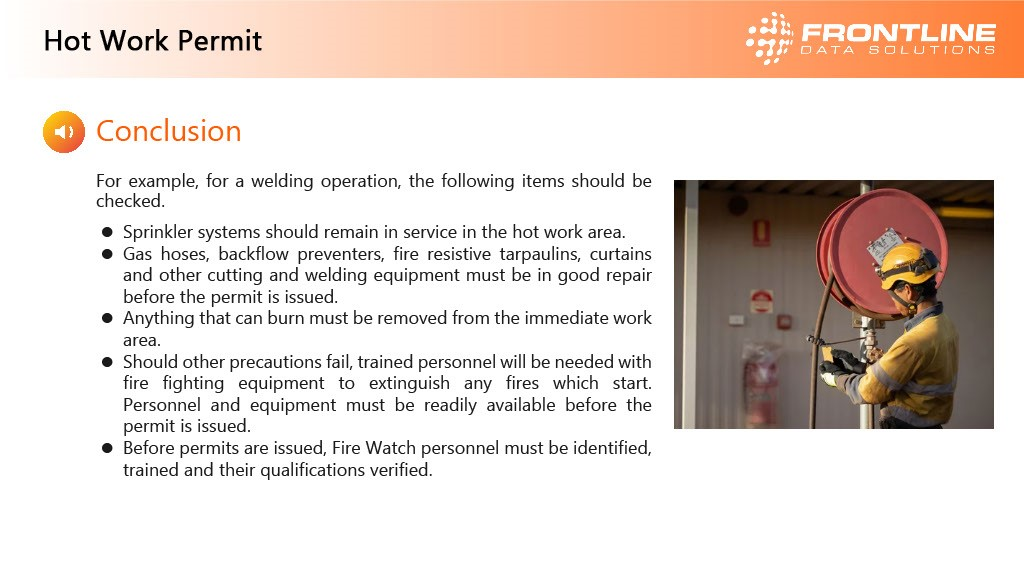 Hot Work Permit
FRONTLINE
DATA SOLUTIONS
Conclusion
For example, for a welding operation, the following items should be
checked.
● Sprinkler systems should remain in service in the hot work area.
● Gas hoses, backflow preventers, fire resistive tarpaulins, curtains
and other cutting and welding equipment must be in good repair
before the permit is issued.
● Anything that can burn must be removed from the immediate work
area.
● Should other precautions fail, trained personnel will be needed with
fire fighting equipment to extinguish any fires which start.
Personnel and equipment must be readily available before the
permit is issued.
● Before permits are issued, Fire Watch personnel must be identified,
trained and their qualifications verified.